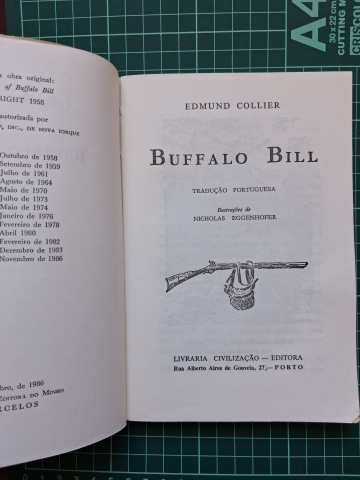 a obra original:
of Buffalo Bill
RIGHT 1958
autorizada por
INC., DE NOVA IORQUE
Outubro de 1958
Setembro de 1959
Julho de 1961
Agosto de 1964
Maio de 1970
Julho de 1973
Maio de 1974
Janeiro de 1976
Fevereiro de 1978
Abril 1980
Fevereiro de 1982
Dezembro de 1983
Novembro de 1986
bro, de 1986
EDITORA DO MINHO
RCELOS
EDMUND COLLIER
BUFFALO BILL
TRADUÇÃO PORTUGUESA
Ilustrações de
NICHOLAS EGGENHOFER
LIVRARIA CIVILIZAÇÃO — EDITORA
Rua Alberto Aires de Gouveia, 27,— PORTO
A4
30 x 22 cm
CUTTING M